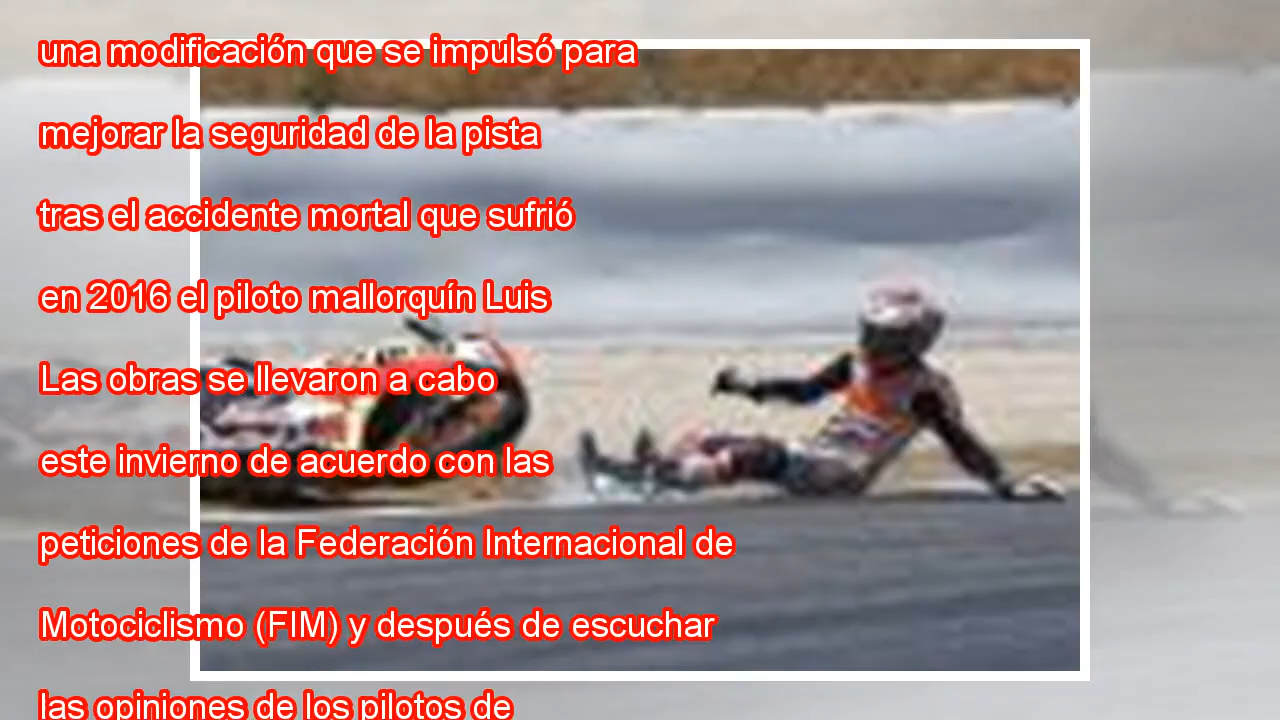 una modificación que se impulsó para
mejorar la seguridad de la pista
tras el accidente mortal que sufrió
en 2016 el piloto mallorquín Luis
Las obras se llevaron a cabo
este invierno de acuerdo con las
peticiones de la Federación Internacional de
Motociclismo (FIM) y después de escuchar
las opiniones de los pilotos de